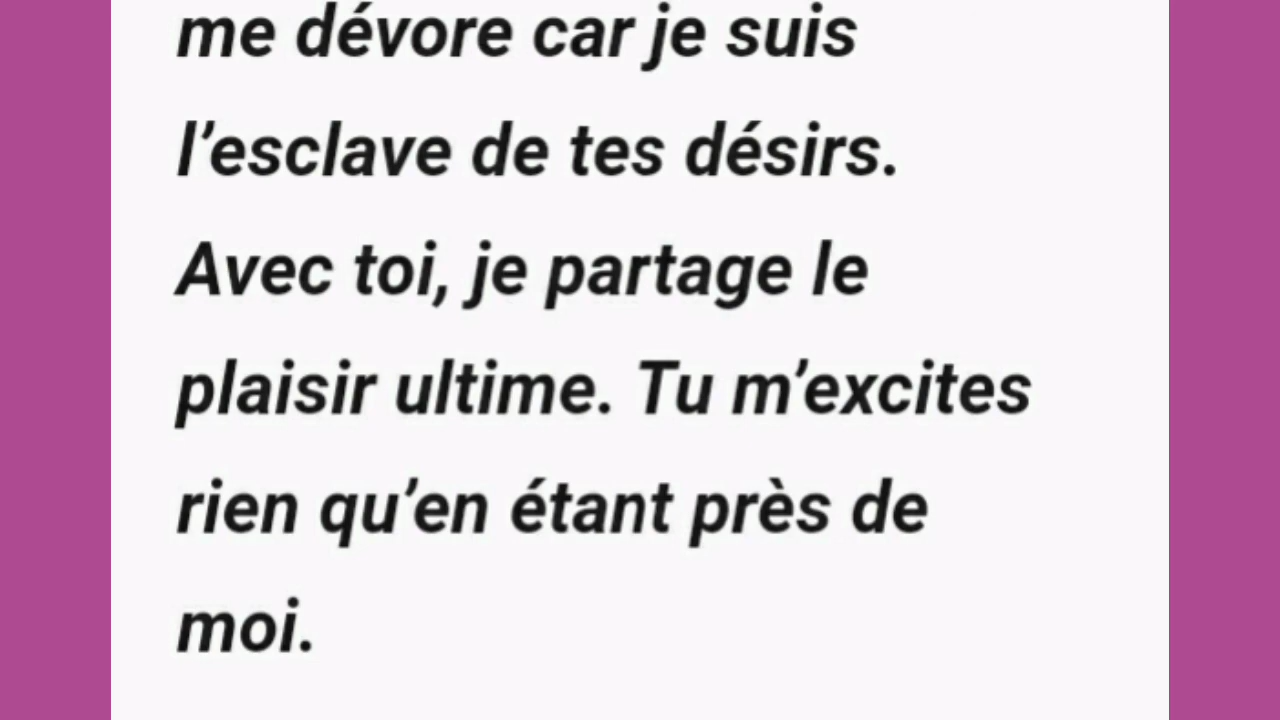 me dévore car je suis
l’esclave de tes désirs.
Avec toi, je partage le
plaisir ultime. Tu m’excites
rien qu’en étant près de
moi.